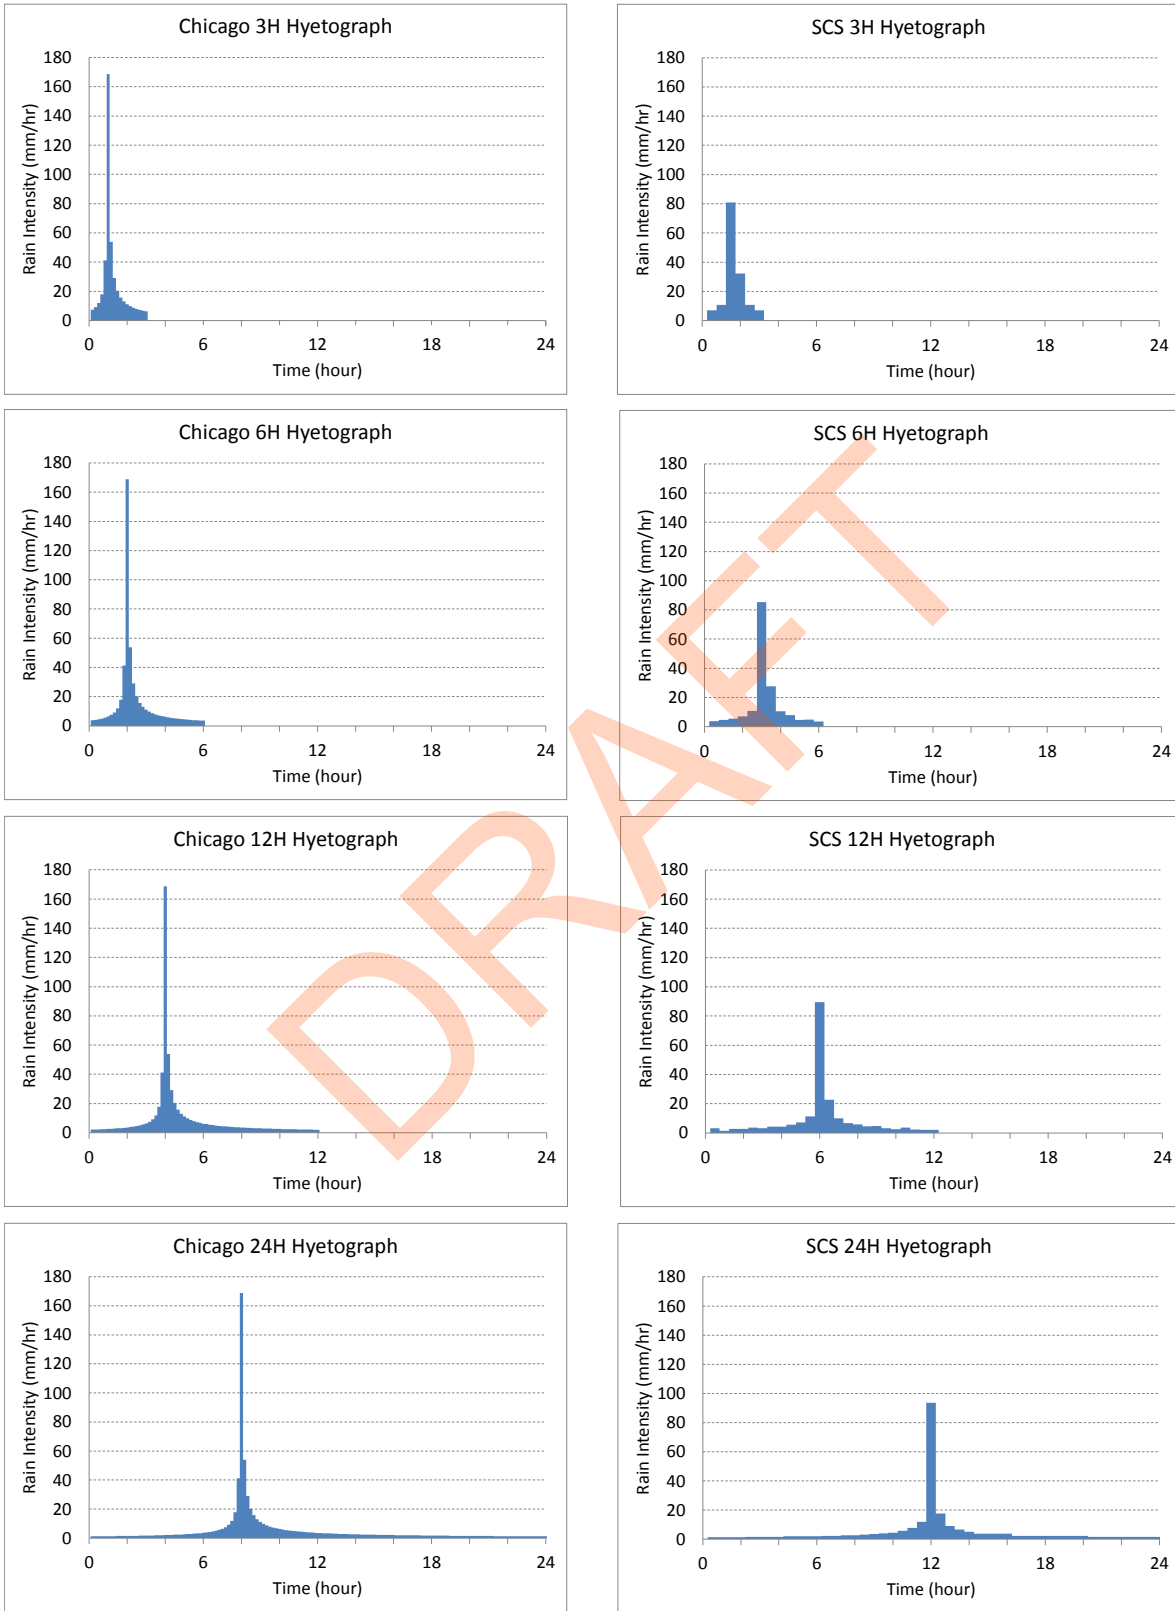 Chicago 3H Hyetograph
Rain Intensity (mm/hr)
180
160
140
120
100
80
60
40
20
0
0 6 12 18 24
Time (hour)
SCS 3H Hyetograph
Rain Intensity (mm/hr)
180
160
140
120
100
80
60
40
20
0
0 6 12 18 24
Time (hour)
Chicago 6H Hyetograph
Rain Intensity (mm/hr)
180
160
140
120
100
80
60
40
20
0
0 6 12 18 24
Time (hour)
SCS 6H Hyetograph
Rain Intensity (mm/hr)
180
160
140
120
100
80
60
40
20
0
0 6 12 18 24
Time (hour)
Chicago 12H Hyetograph
Rain Intensity (mm/hr)
180
160
140
120
100
80
60
40
20
0
0 6 12 18 24
Time (hour)
SCS 12H Hyetograph
Rain Intensity (mm/hr)
180
160
140
120
100
80
60
40
20
0
0 6 12 18 24
Time (hour)
Chicago 24H Hyetograph
Rain Intensity (mm/hr)
180
160
140
120
100
80
60
40
20
0
0 6 12 18 24
Time (hour)
SCS 24H Hyetograph
Rain Intensity (mm/hr)
180
160
140
120
100
80
60
40
20
0
0 6 12 18 24
Time (hour)
DRAFT